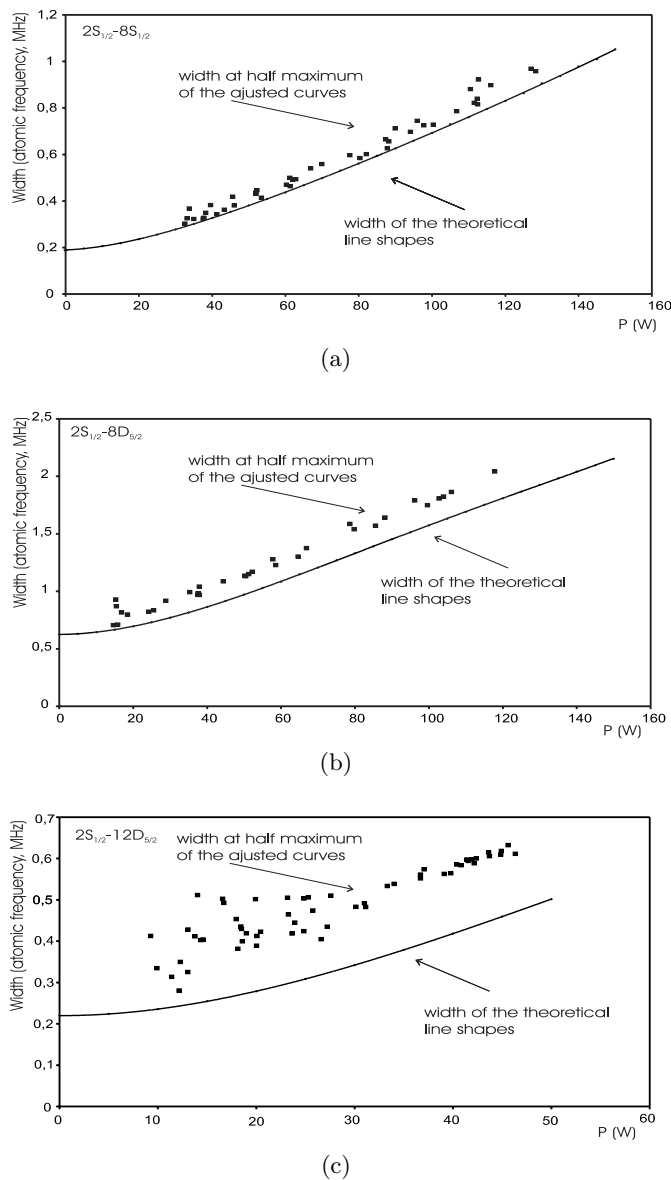 1,2
2S1/2-8S1/2
1
width at half maximum
of the ajusted curves
0,8
0,6
0,4
width of the theoretical
line shapes
0,2
0
0 20 40 60 80 100 120 140 160
P (W)
Width (atomic frequency, MHz)
(a)
2,5
2S1/2-8D5/2
width at half maximum
of the ajusted curves
2
1,5
width of the theoretical
line shapes
1
0,5
0
0 20 40 60 80 100 120 140 160
P (W)
Width (atomic frequency, MHz)
(b)
0,7
2S1/2-12D5/2
width at half maximum
of the ajusted curves
0,6
0,5
0,4
0,3
width of the theoretical
line shapes
0,2
0,1
0
0 10 20 30 40 50 60
P (W)
Width (atomic frequency, MHz)
(c)